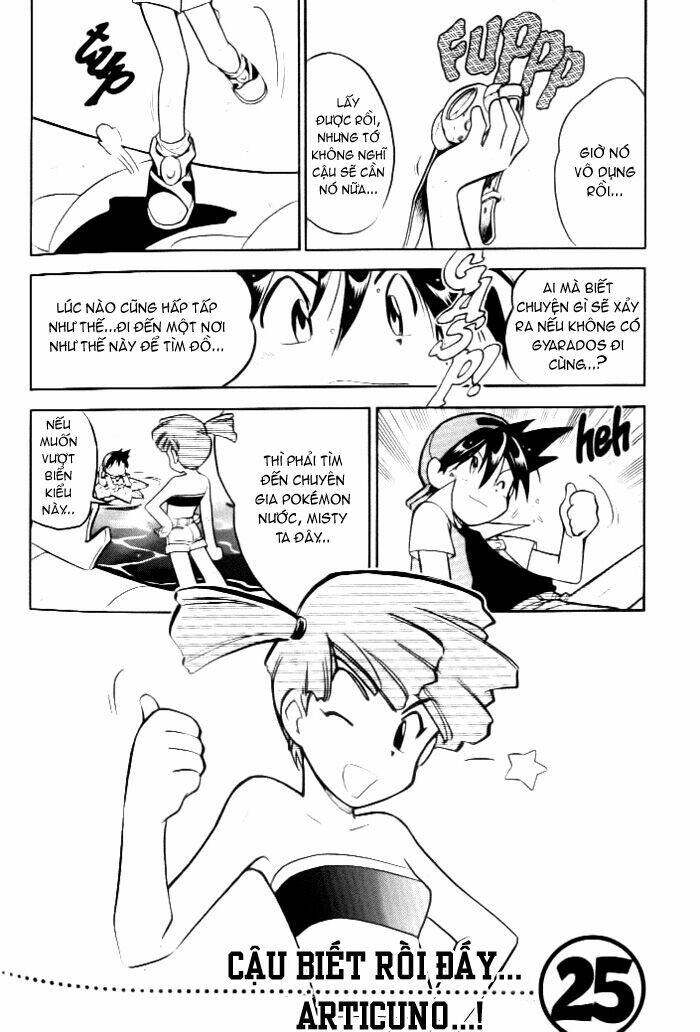 TUP
FUPPP
LẤY
ĐƯỢC RỒI,
NHƯNG TỚ
KHÔNG NGHĨ
CẬU SẼ CẦN
NÓ NỮA...
GIỜ NÓ
VÔ DỤNG
RỒI...
LÚC NÀO CŨNG HẤP TẤP
NHƯ THẾ...ĐI ĐẾN MỘT NƠI
NHƯ THẾ NÀY ĐỂ TÌM ĐỒ...
GASP!
AI MÀ BIẾT
CHUYỆN GÌ SẼ XẢY
RA NẾU KHÔNG CÓ
GYARADOS ĐI
CÙNG...?
NẾU
MUỐN
VƯỢT
BIỂN
KIỂU
NÀY..
THÌ PHẢI TÌM
ĐẾN CHUYÊN
GIA POKÉMON
NƯỚC, MISTY
TA ĐÂY..
heh
CẬU BIẾT RỒI ĐẤY...
ARTICUNO...!
25